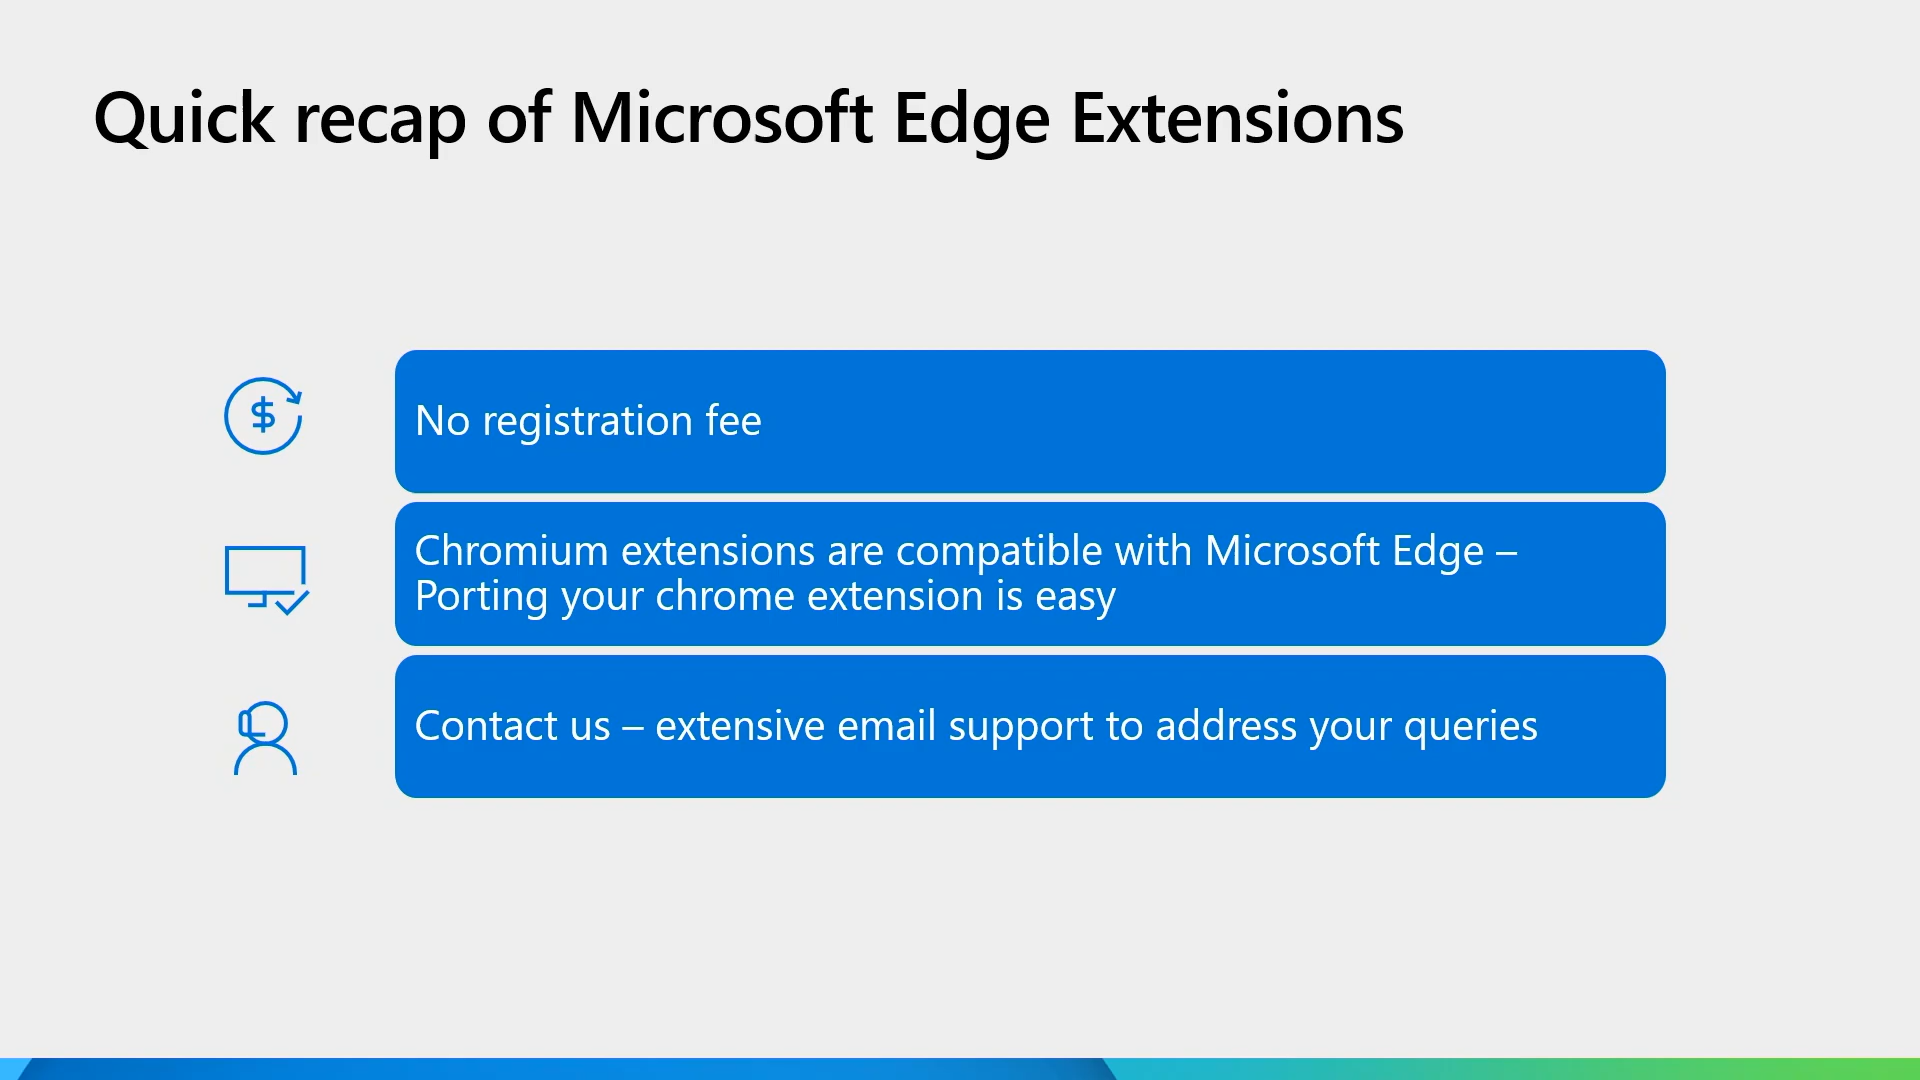 Quick recap of Microsoft Edge Extensions
$
No registration fee
Chromium extensions are compatible with Microsoft Edge –
Porting your chrome extension is easy
Contact us – extensive email support to address your queries